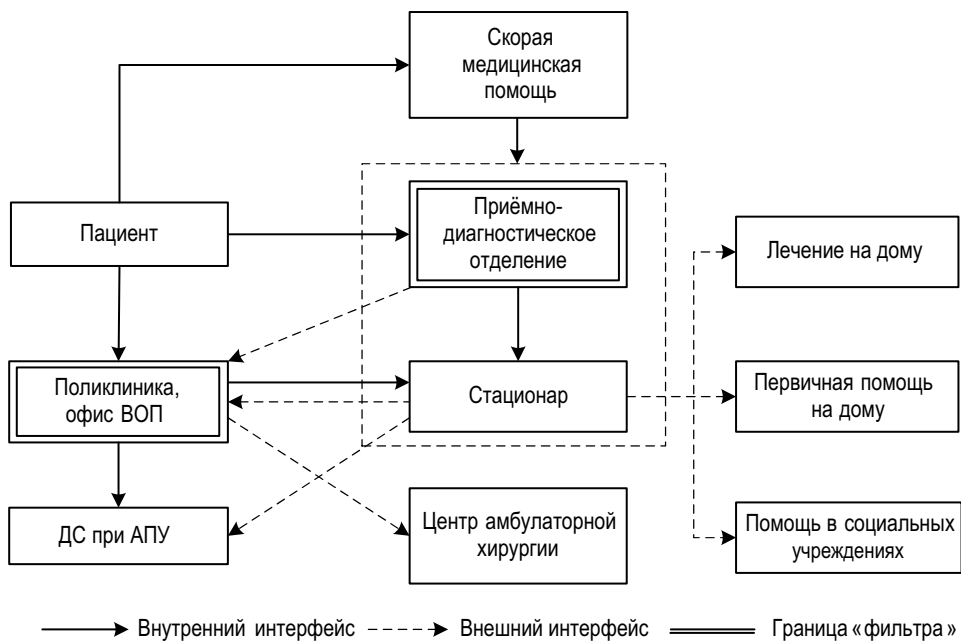 Скорая
медицинская
помощь
Пациент
Приёмно-
диагностическое
отделение
Лечение на дому
Поликлиника,
офис ВОП
Стационар
Первичная помощь
на дому
ДС при АПУ
Центр амбулаторной
хирургии
Помощь в социальных
учреждениях
Внутренний интерфейс
Внешний интерфейс
Граница «фильтра»